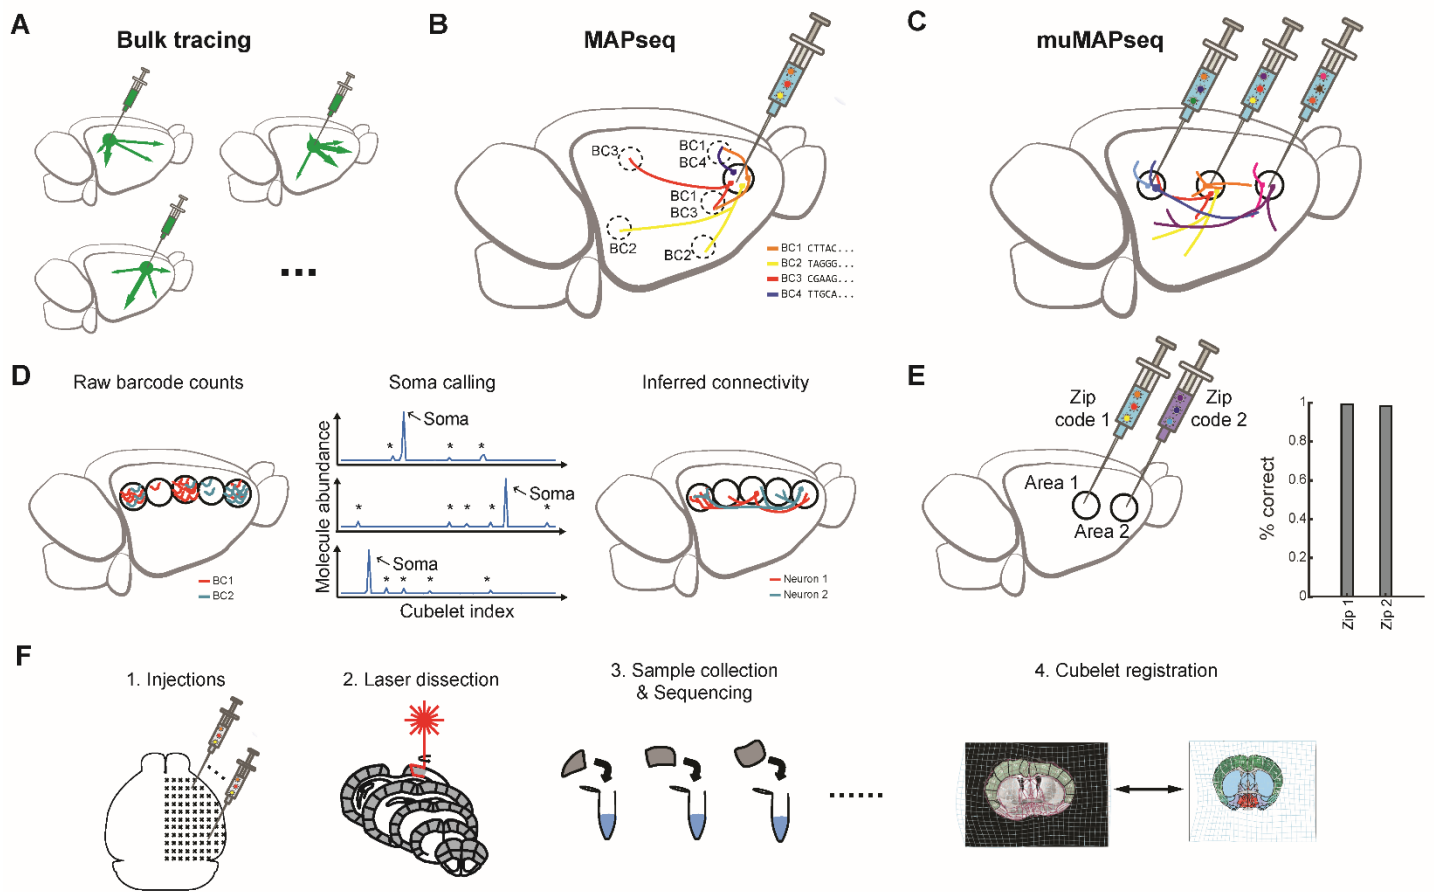 A
Bulk tracing
...
B
MAPseq
BC3
BC1
BC4
BC1
BC3
BC2
BC2
BC1 CTTAC...
BC2 TAGGG...
BC3 CGAAG...
BC4 TTGCA...
C
muMAPseq
D
Raw barcode counts
BC1
BC2
Soma calling
Molecule abundance
Soma
* * *
Soma
* * * * *
Soma
* * * * *
Cubelet index
Inferred connectivity
Neuron 1
Neuron 2
E
Zip
code 1
Zip
code 2
Area 1
Area 2
% correct
1
0.8
0.6
0.4
0.2
0
Zip 1
Zip 2
F
1. Injections
2. Laser dissection
3. Sample collection
& Sequencing
......
4. Cubelet registration